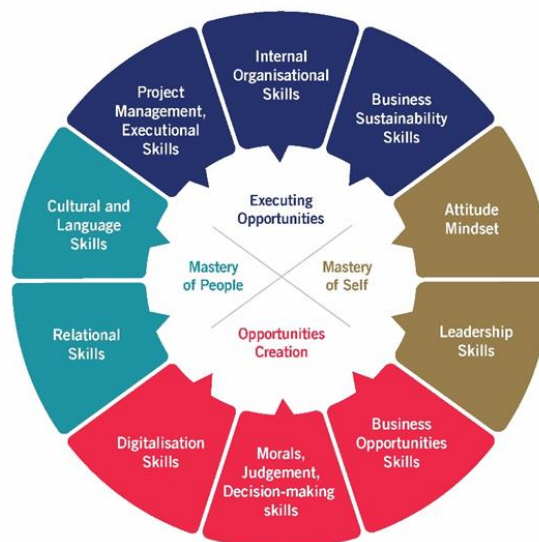 Internal
Organisational
Skills
Business
Sustainability
Skills
Attitude
Mindset
Leadership
Skills
Business
Opportunities
Skills
Morals,
Judgement,
Decision-making
skills
Digitalisation
Skills
Relational
Skills
Cultural and
Language
Skills
Project
Management,
Executional
Skills
Executing
Opportunities
Mastery
of People
Mastery
of Self
Opportunities
Creation